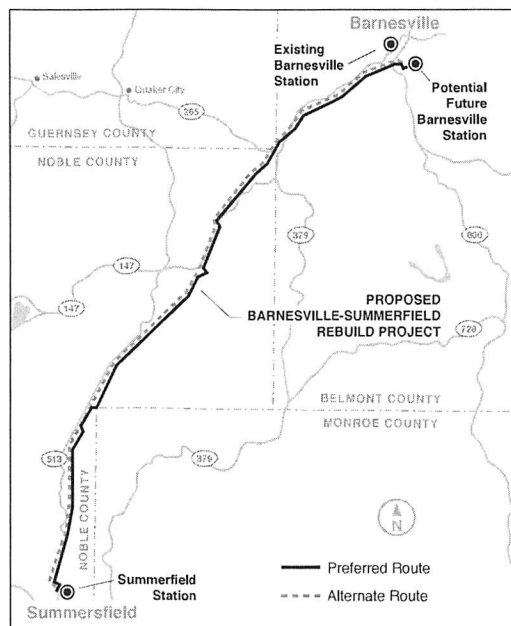 Barnesville
Existing
Barnesville
Station
Salesville
Quaker City
Potential
Future
Barnesville
Station
265
GUERNSEY COUNTY
NOBLE COUNTY
379
800
147
147
PROPOSED
BARNESVILLE-SUMMERFIELD
REBUILD PROJECT
BELMONT COUNTY
MONROE COUNTY
513
379
NOBLE COUNTY
N
Preferred Route
Alternate Route
Summerfield
Station
Summersfield